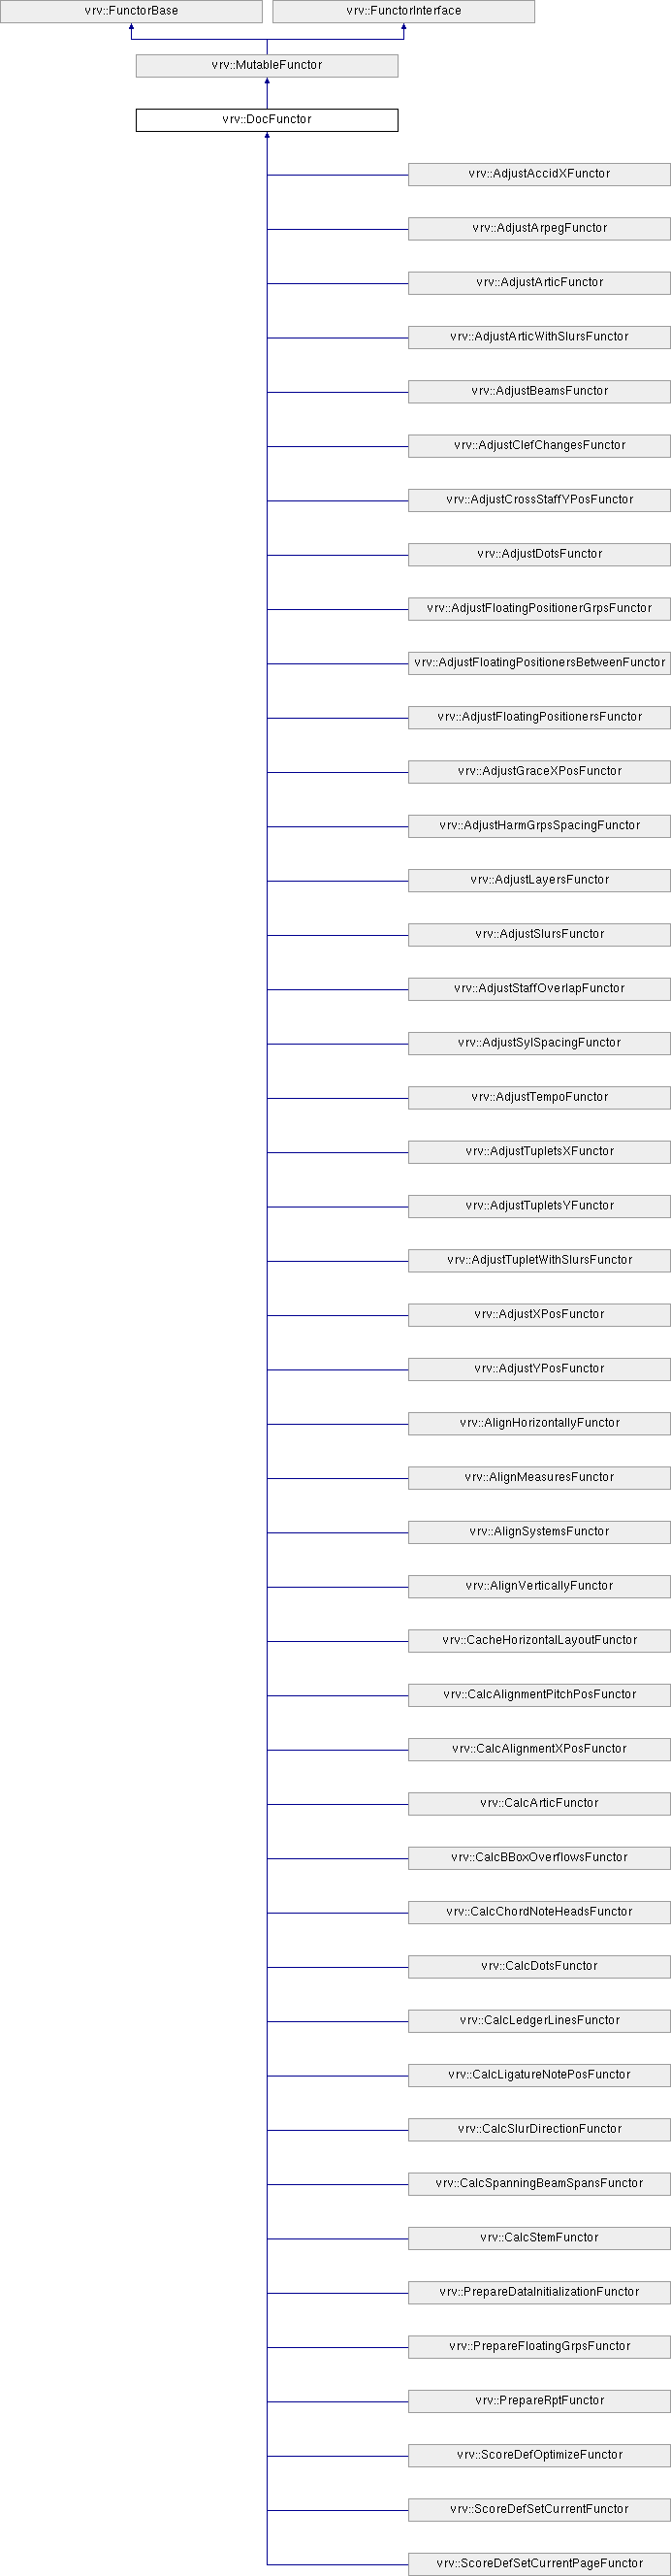 vrv::FunctorBase
vrv::FunctorInterface
vrv::MutableFunctor
vrv::DocFunctor
vrv::AdjustAccidXFunctor
vrv::AdjustArpegFunctor
vrv::AdjustArticFunctor
vrv::AdjustArticWithSlursFunctor
vrv::AdjustBeamsFunctor
vrv::AdjustClefChangesFunctor
vrv::AdjustCrossStaffYPosFunctor
vrv::AdjustDotsFunctor
vrv::AdjustFloatingPositionerGrpsFunctor
vrv::AdjustFloatingPositionersBetweenFunctor
vrv::AdjustFloatingPositionersFunctor
vrv::AdjustGraceXPosFunctor
vrv::AdjustHarmGrpsSpacingFunctor
vrv::AdjustLayersFunctor
vrv::AdjustSlursFunctor
vrv::AdjustStaffOverlapFunctor
vrv::AdjustSylSpacingFunctor
vrv::AdjustTempoFunctor
vrv::AdjustTupletsXFunctor
vrv::AdjustTupletsYFunctor
vrv::AdjustTupletWithSlursFunctor
vrv::AdjustXPosFunctor
vrv::AdjustYPosFunctor
vrv::AlignHorizontallyFunctor
vrv::AlignMeasuresFunctor
vrv::AlignSystemsFunctor
vrv::AlignVerticallyFunctor
vrv::CacheHorizontalLayoutFunctor
vrv::CalcAlignmentPitchPosFunctor
vrv::CalcAlignmentXPosFunctor
vrv::CalcArticFunctor
vrv::CalcBBoxOverflowsFunctor
vrv::CalcChordNoteHeadsFunctor
vrv::CalcDotsFunctor
vrv::CalcLedgerLinesFunctor
vrv::CalcLigatureNotePosFunctor
vrv::CalcSlurDirectionFunctor
vrv::CalcSpanningBeamSpansFunctor
vrv::CalcStemFunctor
vrv::PrepareDataInitializationFunctor
vrv::PrepareFloatingGrpsFunctor
vrv::PrepareRptFunctor
vrv::ScoreDefOptimizeFunctor
vrv::ScoreDefSetCurrentFunctor
vrv::ScoreDefSetCurrentPageFunctor